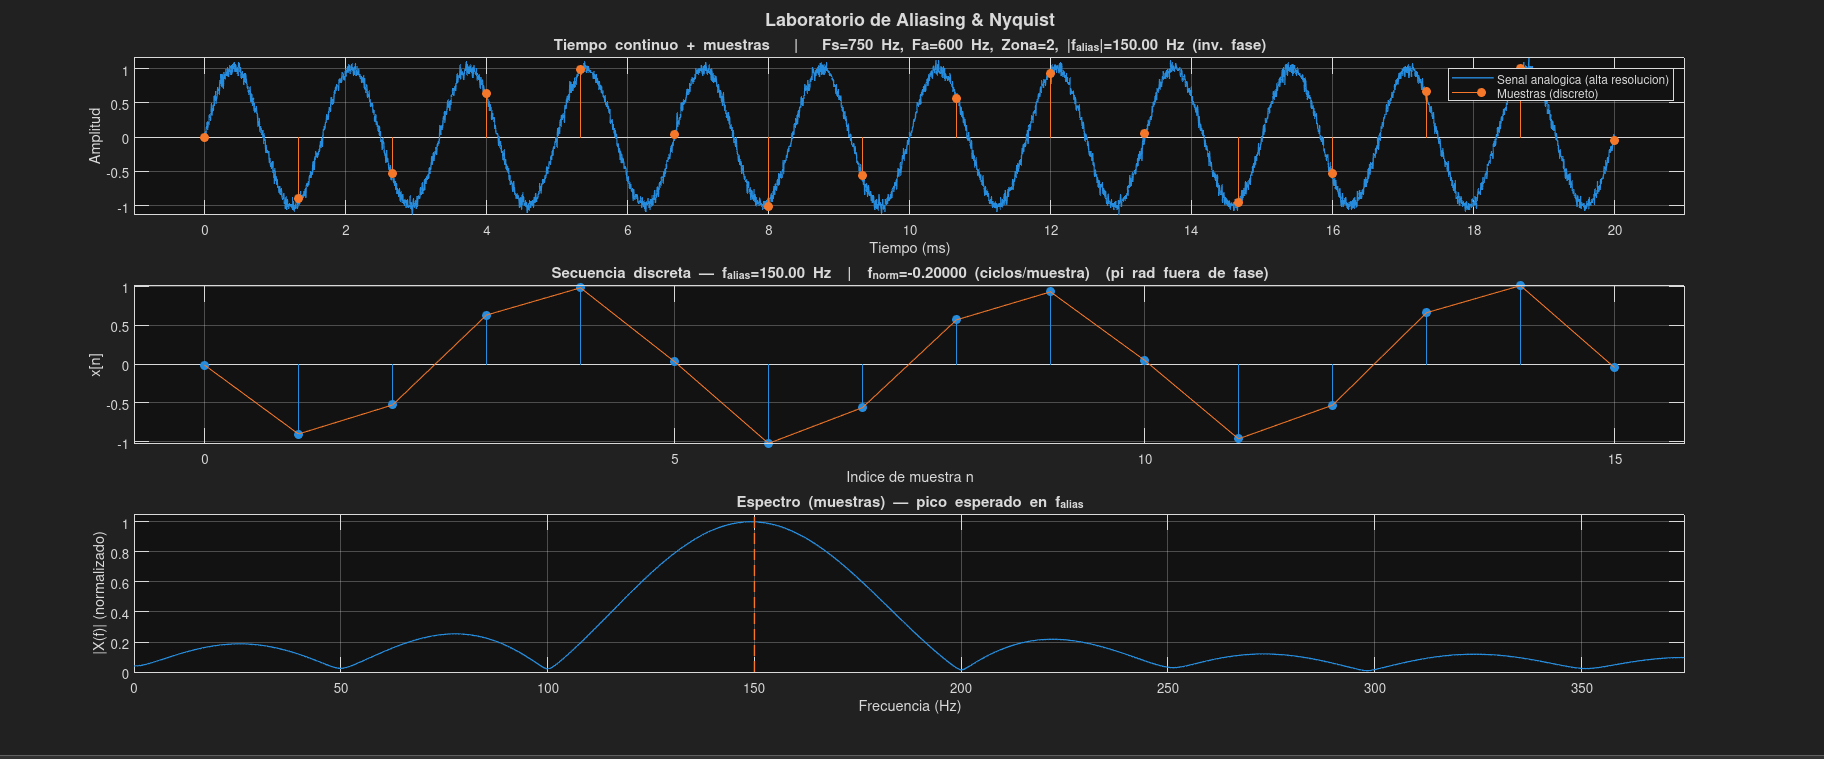 Laboratorio de Aliasing & Nyquist
Tiempo continuo + muestras | Fs=750 Hz, Fa=600 Hz, Zona=2, |falias|=150.00 Hz (inv. fase)
Senal analogica (alta resolucion)
Muestras (discreto)
Amplitud
1
0.5
0
-0.5
-1
0 2 4 6 8 10 12 14 16 18 20
Tiempo (ms)
Secuencia discreta — falias=150.00 Hz | fnorm=-0.20000 (ciclos/muestra) (pi rad fuera de fase)
x[n]
1
0.5
0
-0.5
-1
0 5 10 15
Indice de muestra n
Espectro (muestras) — pico esperado en falias
|X(f)| (normalizado)
1
0.8
0.6
0.4
0.2
0
0 50 100 150 200 250 300 350
Frecuencia (Hz)